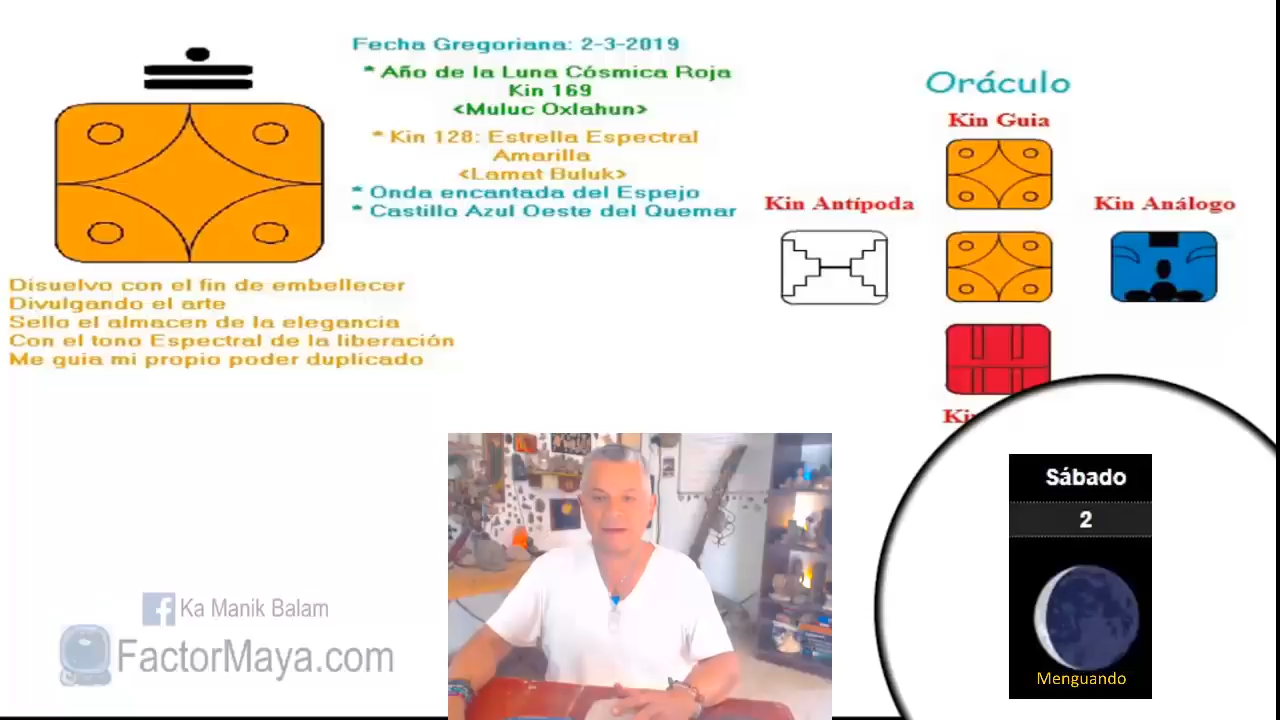 Fecha Gregoriana: 2-3-2019
* Año de la Luna Cósmica Roja
Kin 169
<Muluc Oxlahun>
* Kin 128: Estrella Espectral
Amarilla
<Lamat Buluk>
* Onda encantada del Espejo
* Castillo Azul Oeste del Quemar
Disuelvo con el fin de embellecer
Divulgando el arte
Sello el almacen de la elegancia
Con el tono Espectral de la liberación
Me guia mi propio poder duplicado
Oráculo
Kin Guia
Kin Antípoda
Kin Análogo
Sábado
2
Menguando
Ka Manik Balam
FactorMaya.com